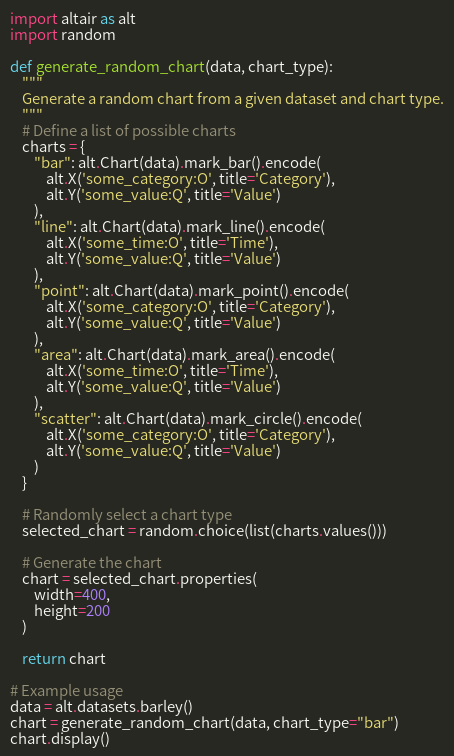 import altair as alt
import random

def generate_random_chart(data, chart_type):
    """
    Generate a random chart from a given dataset and chart type.
    """
    # Define a list of possible charts
    charts = {
        "bar": alt.Chart(data).mark_bar().encode(
            alt.X('some_category:O', title='Category'),
            alt.Y('some_value:Q', title='Value')
        ),
        "line": alt.Chart(data).mark_line().encode(
            alt.X('some_time:O', title='Time'),
            alt.Y('some_value:Q', title='Value')
        ),
        "point": alt.Chart(data).mark_point().encode(
            alt.X('some_category:O', title='Category'),
            alt.Y('some_value:Q', title='Value')
        ),
        "area": alt.Chart(data).mark_area().encode(
            alt.X('some_time:O', title='Time'),
            alt.Y('some_value:Q', title='Value')
        ),
        "scatter": alt.Chart(data).mark_circle().encode(
            alt.X('some_category:O', title='Category'),
            alt.Y('some_value:Q', title='Value')
        )
    }

    # Randomly select a chart type
    selected_chart = random.choice(list(charts.values()))

    # Generate the chart
    chart = selected_chart.properties(
        width=400,
        height=200
    )

    return chart

# Example usage
data = alt.datasets.barley()
chart = generate_random_chart(data, chart_type="bar")
chart.display()